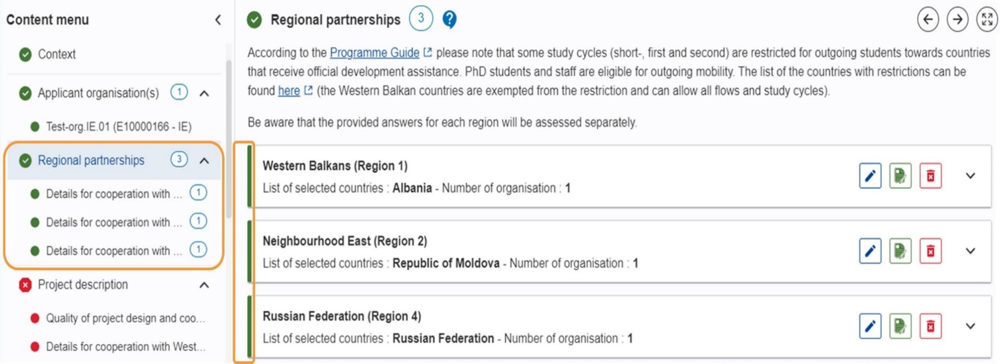 Content menu
Context
Applicant organisation(s) 1
Test-org.IE.01 (E10000166 - IE)
Regional partnerships 3
Details for cooperation with ... 1
Details for cooperation with ... 1
Details for cooperation with ... 1
Project description
Quality of project design and coo...
Details for cooperation with West...
Regional partnerships 3 ?
According to the Programme Guide please note that some study cycles (short-, first and second) are restricted for outgoing students towards countries
that receive official development assistance. PhD students and staff are eligible for outgoing mobility. The list of the countries with restrictions can be
found here (the Western Balkan countries are exempted from the restriction and can allow all flows and study cycles).
Be aware that the provided answers for each region will be assessed separately.
Western Balkans (Region 1)
List of selected countries : Albania - Number of organisation : 1
Neighbourhood East (Region 2)
List of selected countries : Republic of Moldova - Number of organisation : 1
Russian Federation (Region 4)
List of selected countries : Russian Federation - Number of organisation : 1